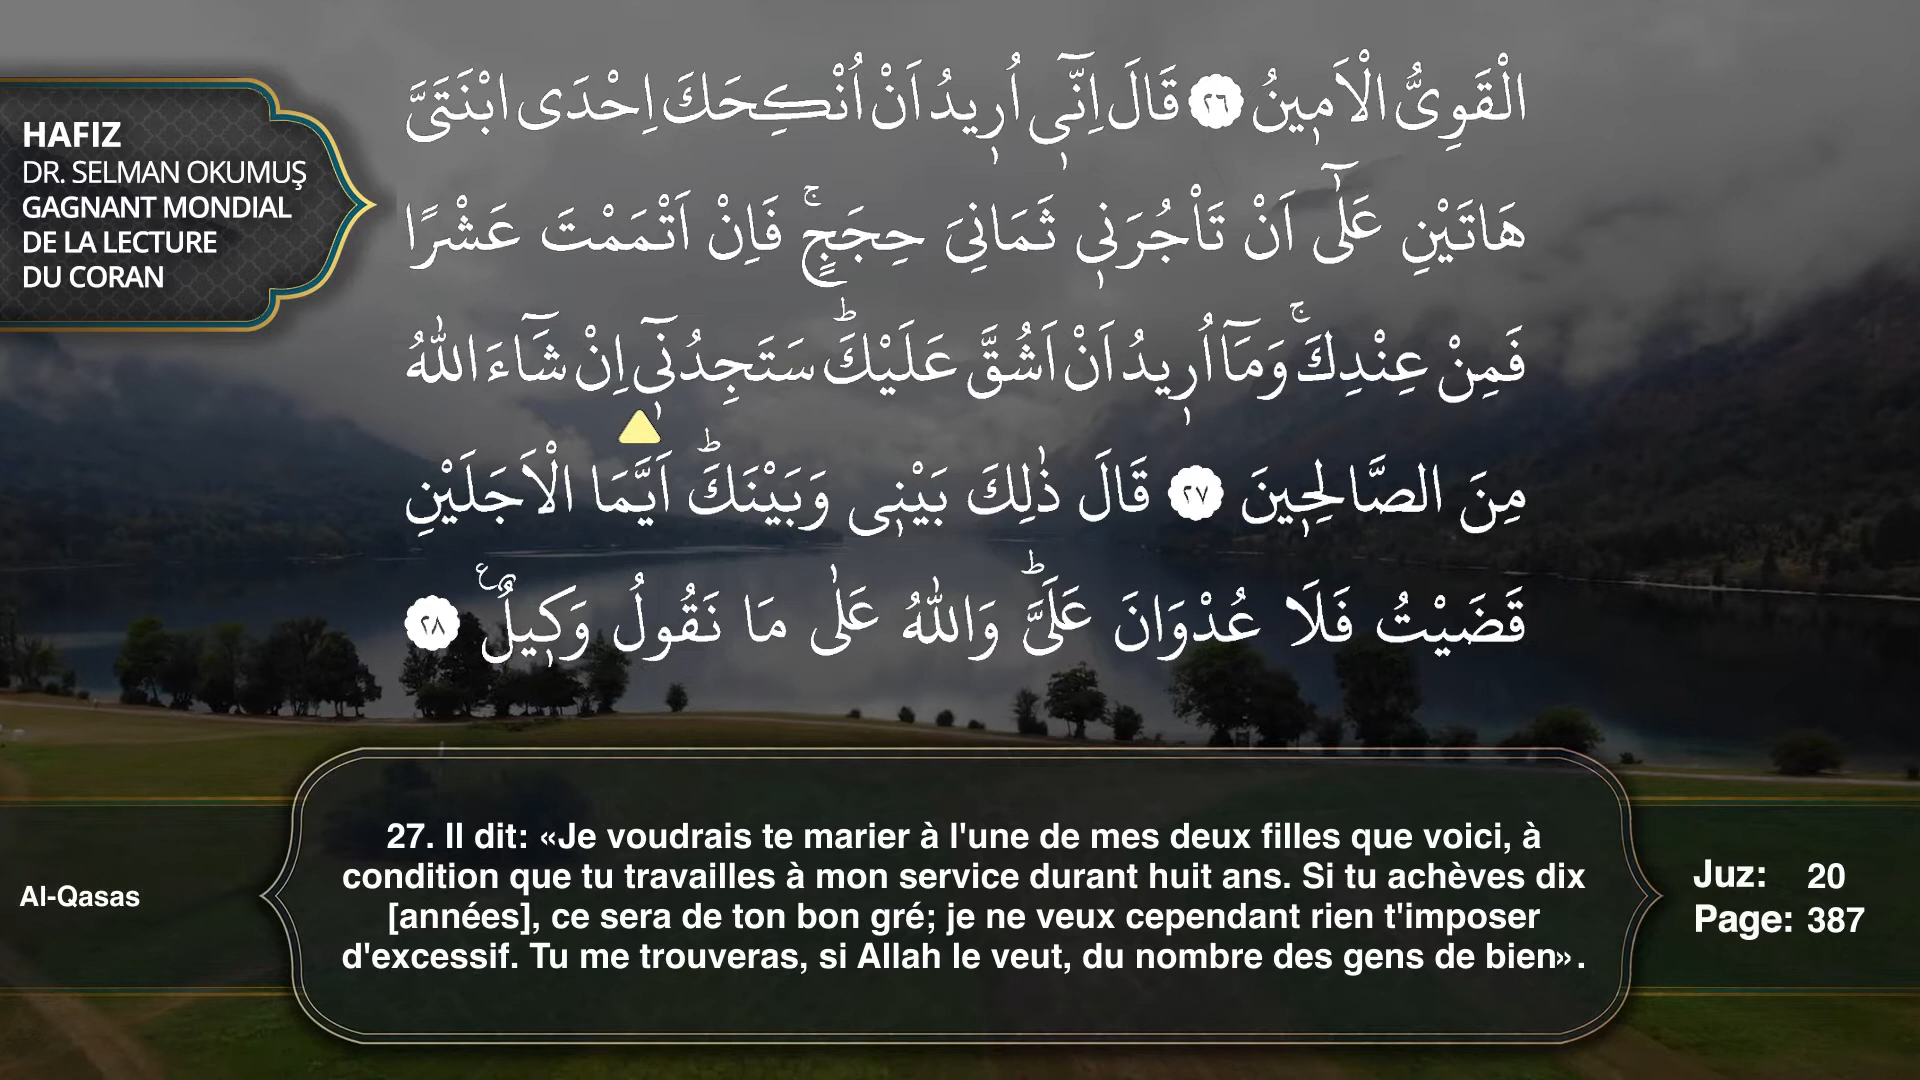 HAFIZ
DR. SELMAN OKUMUŞ
GAGNANT MONDIAL
DE LA LECTURE
DU CORAN
الْقَوِىُّ الْاَمٖينُ ﴿٢٦﴾ قَالَ اِنّٖٓى اُرٖيدُ اَنْ اُنْكِحَكَ اِحْدَى ابْنَتَىَّ
هَاتَيْنِ عَلٰٓى اَنْ تَاْجُرَنٖى ثَمَانِىَ حِجَجٍۚ فَاِنْ اَتْمَمْتَ عَشْرًا
فَمِنْ عِنْدِكَۚ وَمَٓا اُرٖيدُ اَنْ اَشُقَّ عَلَيْكَؕ سَتَجِدُنٖٓى اِنْ شَٓاءَ اللّٰهُ
مِنَ الصَّالِحٖينَ ﴿٢٧﴾ قَالَ ذٰلِكَ بَيْنٖى وَبَيْنَكَؕ اَيَّمَا الْاَجَلَيْنِ
قَضَيْتُ فَلَا عُدْوَانَ عَلَىَّؕ وَاللّٰهُ عَلٰى مَا نَقُولُ وَكٖيلٌࣖ ﴿٢٨﴾
27. Il dit: «Je voudrais te marier à l'une de mes deux filles que voici, à
condition que tu travailles à mon service durant huit ans. Si tu achèves dix
[années], ce sera de ton bon gré; je ne veux cependant rien t'imposer
d'excessif. Tu me trouveras, si Allah le veut, du nombre des gens de bien».
Al-Qasas
Juz: 20
Page: 387